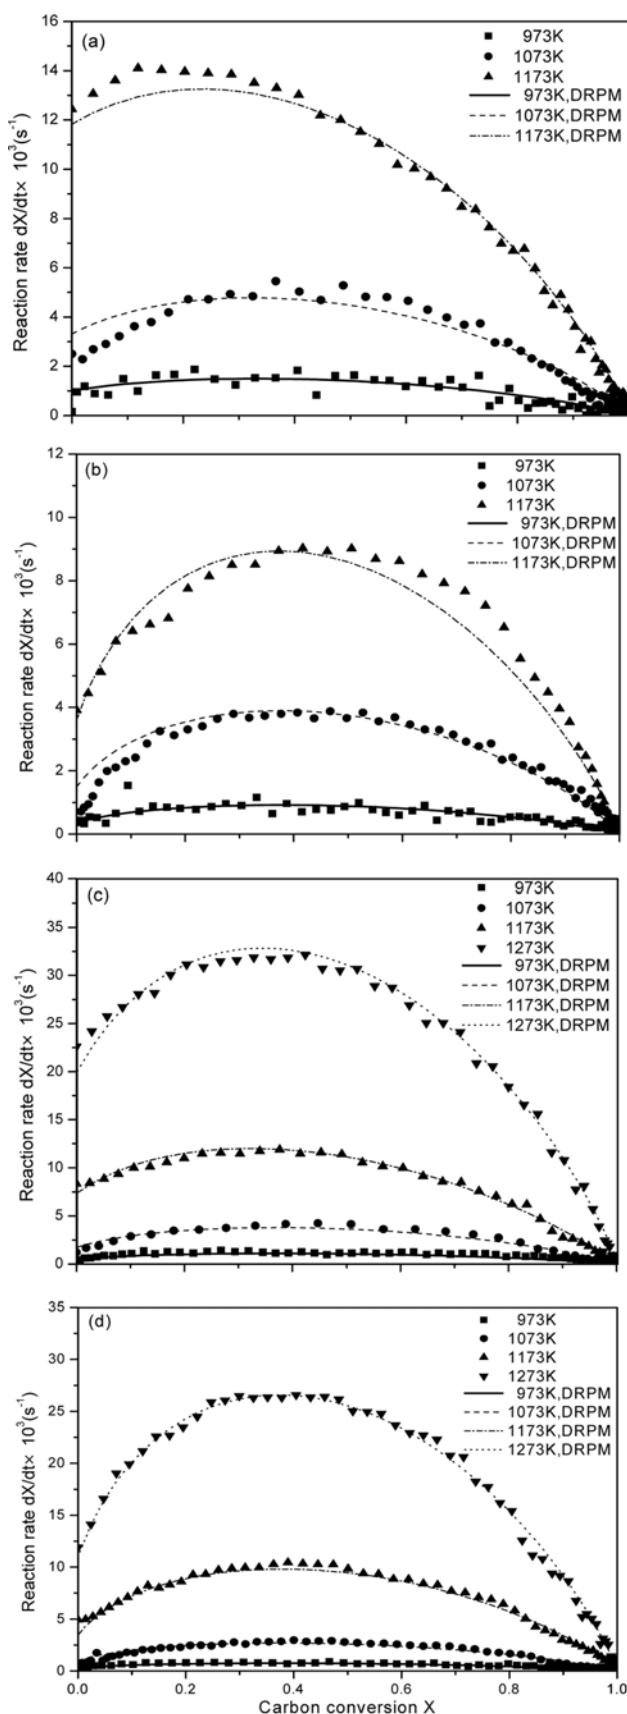 (a)
973K
1073K
1173K
973K,DRPM
1073K,DRPM
1173K,DRPM
Reaction rate dX/dt× 10³(s⁻¹)
16
14
12
10
8
6
4
2
0
(b)
973K
1073K
1173K
973K,DRPM
1073K,DRPM
1173K,DRPM
Reaction rate dX/dt× 10³(s⁻¹)
12
10
8
6
4
2
0
(c)
973K
1073K
1173K
1273K
973K,DRPM
1073K,DRPM
1173K,DRPM
1273K,DRPM
Reaction rate dX/dt× 10³(s⁻¹)
40
35
30
25
20
15
10
5
0
(d)
973K
1073K
1173K
1273K
973K,DRPM
1073K,DRPM
1173K,DRPM
1273K,DRPM
Reaction rate dX/dt× 10³(s⁻¹)
35
30
25
20
15
10
5
0
0.0 0.2 0.4 0.6 0.8 1.0
Carbon conversion X